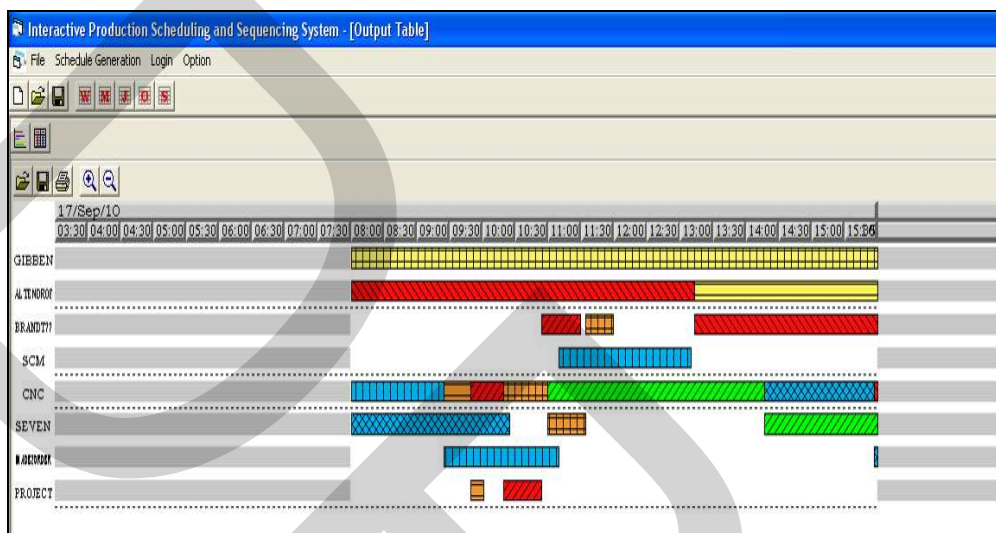 Interactive Production Scheduling and Sequencing System - [Output Table]
File Schedule Generation Login Option
W M J O S
17/Sep/10
03:30 04:00 04:30 05:00 05:30 06:00 06:30 07:00 07:30 08:00 08:30 09:00 09:30 10:00 10:30 11:00 11:30 12:00 12:30 13:00 13:30 14:00 14:30 15:00
GIBBEN
ALTENDROF
BRANDT??
SCM
CNC
SEVEN
PROJECT